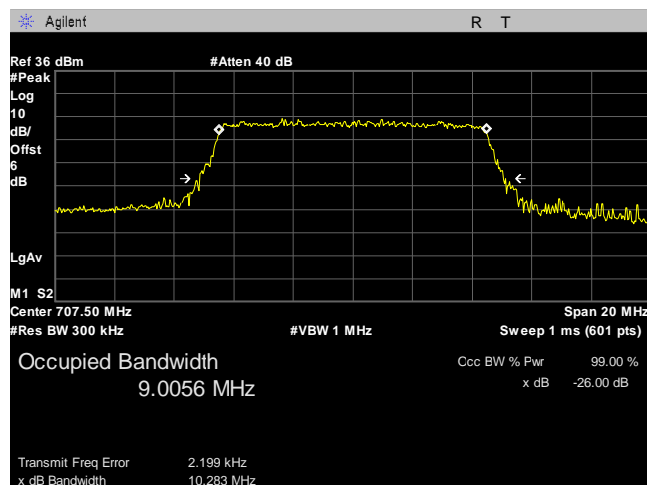 Agilent R T
Ref 36 dBm #Atten 40 dB
#Peak
Log
10
dB/
Offst
6
dB
LgAv
M1 S2
Center 707.50 MHz Span 20 MHz
#Res BW 300 kHz #VBW 1 MHz Sweep 1 ms (601 pts)
Occupied Bandwidth Occ BW % Pwr 99.00 %
9.0056 MHz x dB -26.00 dB
Transmit Freq Error 2.199 kHz
x dB Bandwidth 10.283 MHz